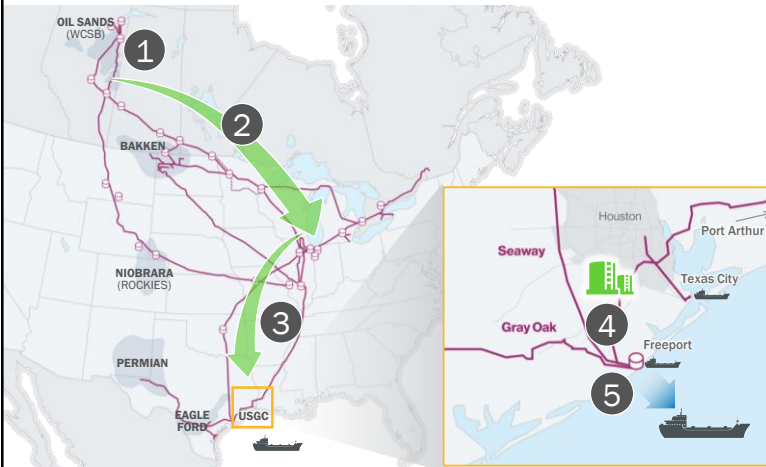 OIL SANDS
(WCSB)
1
2
BAKKEN
NIOBRARA
(ROCKIES)
3
PERMIAN
EAGLE
FORD
USGC
Houston
Port Arthur
Seaway
Texas City
Gray Oak
4
Freeport
5